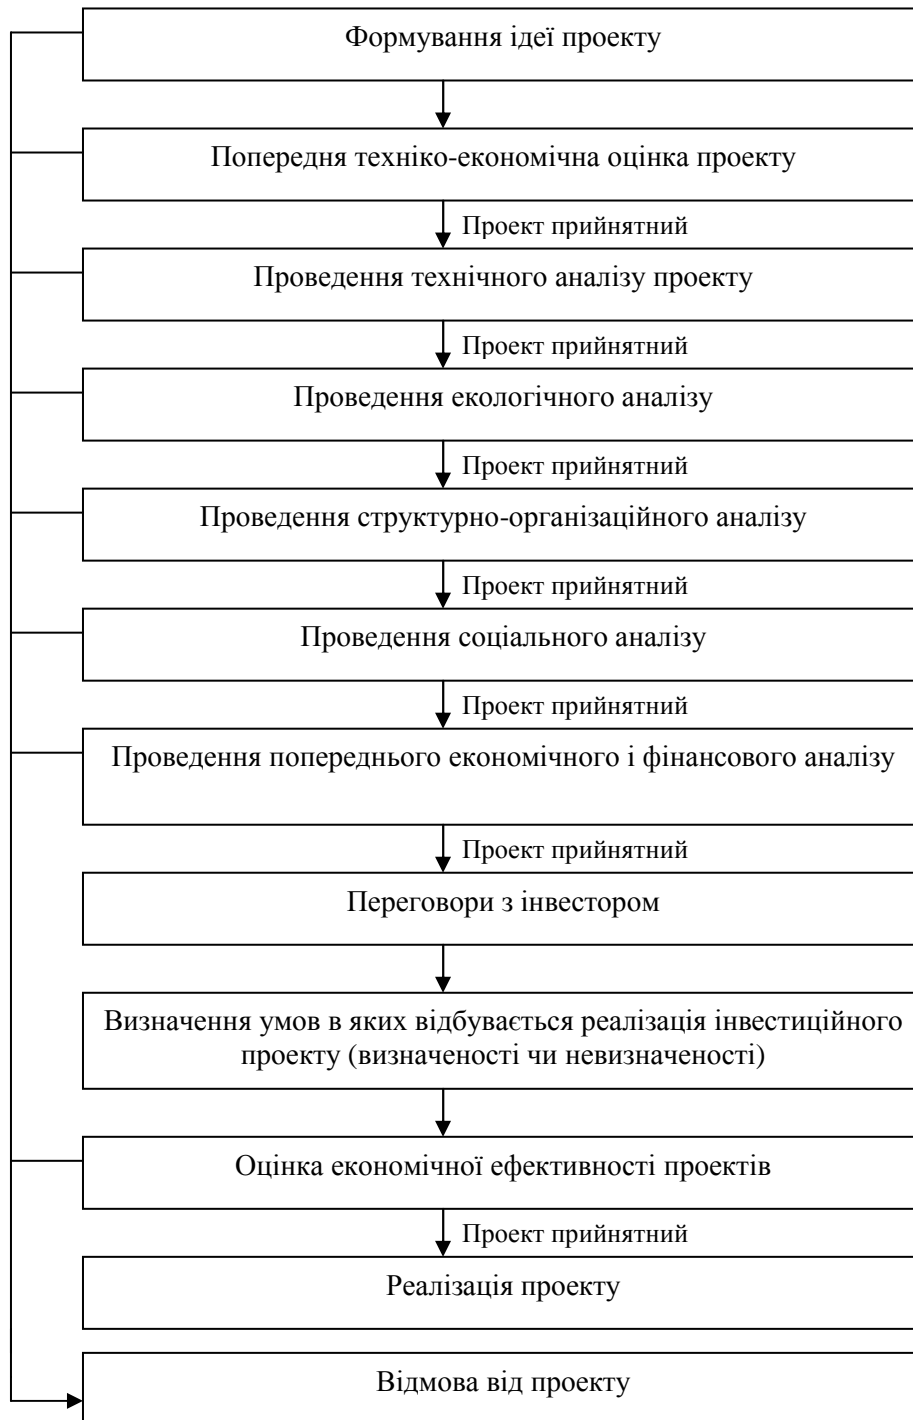 Формування ідеї проекту
Попередня техніко-економічна оцінка проекту
Проект прийнятний
Проведення технічного аналізу проекту
Проект прийнятний
Проведення екологічного аналізу
Проект прийнятний
Проведення структурно-організаційного аналізу
Проект прийнятний
Проведення соціального аналізу
Проект прийнятний
Проведення попереднього економічного і фінансового аналізу
Проект прийнятний
Переговори з інвестором
Визначення умов в яких відбувається реалізація інвестиційного
проекту (визначеності чи невизначеності)
Оцінка економічної ефективності проектів
Проект прийнятний
Реалізація проекту
Відмова від проекту